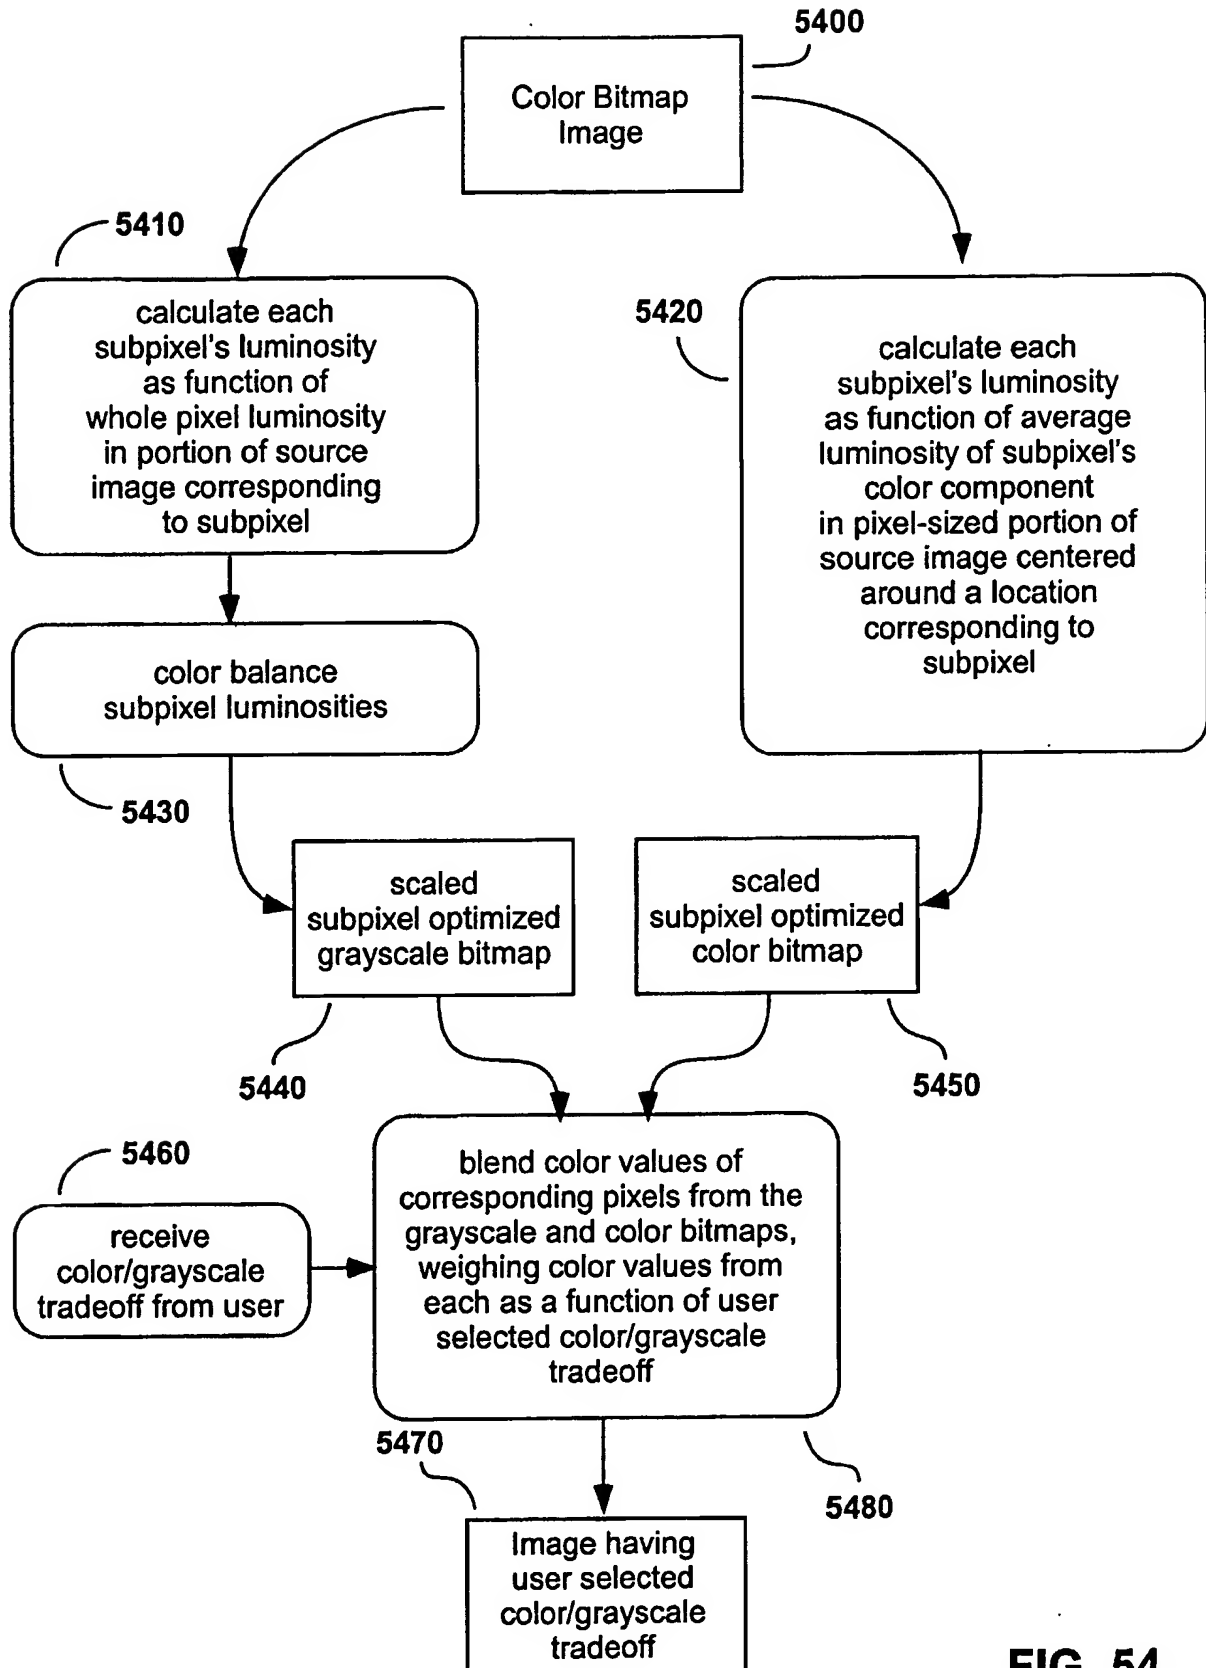 5400
Color Bitmap
Image
5410
calculate each
subpixel's luminosity
as function of
whole pixel luminosity
in portion of source
image corresponding
to subpixel
5420
calculate each
subpixel's luminosity
as function of average
luminosity of subpixel's
color component
in pixel-sized portion of
source image centered
around a location
corresponding to
subpixel
color balance
subpixel luminosities
5430
scaled
subpixel optimized
grayscale bitmap
scaled
subpixel optimized
color bitmap
5440
5450
5460
receive
color/grayscale
tradeoff from user
blend color values of
corresponding pixels from the
grayscale and color bitmaps,
weighing color values from
each as a function of user
selected color/grayscale
tradeoff
5470
5480
Image having
user selected
color/grayscale
tradeoff
FIG. 54